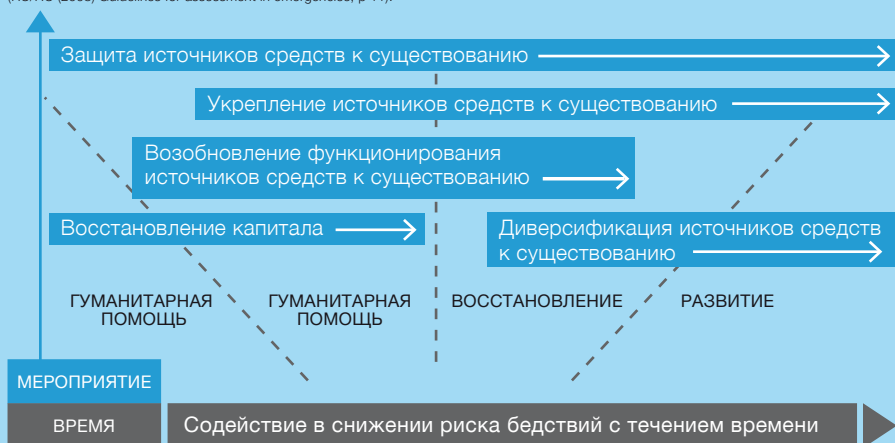 Защита источников средств к существованию
Укрепление источников средств к существованию
Возобновление функционирования
источников средств к существованию
Восстановление капитала
Диверсификация источников средств
к существованию
ГУМАНИТАРНАЯ
ПОМОЩЬ
ГУМАНИТАРНАЯ
ПОМОЩЬ
ВОССТАНОВЛЕНИЕ
РАЗВИТИЕ
МЕРОПРИЯТИЕ
ВРЕМЯ
Содействие в снижении риска бедствий с течением времени